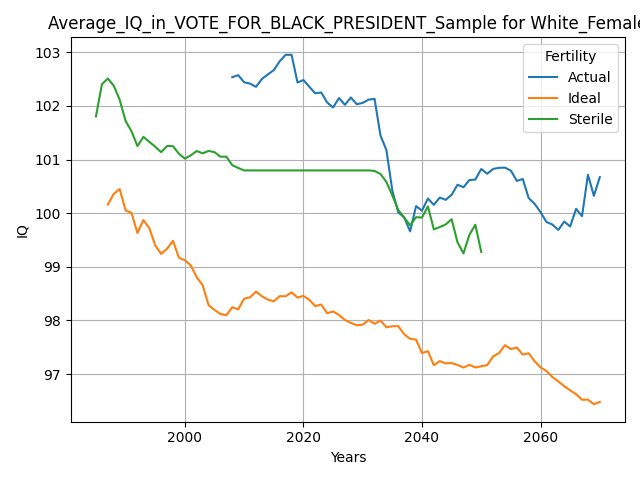 Average_IQ_in_VOTE_FOR_BLACK_PRESIDENT_Sample for White_Female
103
102
101
100
99
98
97
IQ
2000 2020 2040 2060
Years
Fertility
Actual
Ideal
Sterile